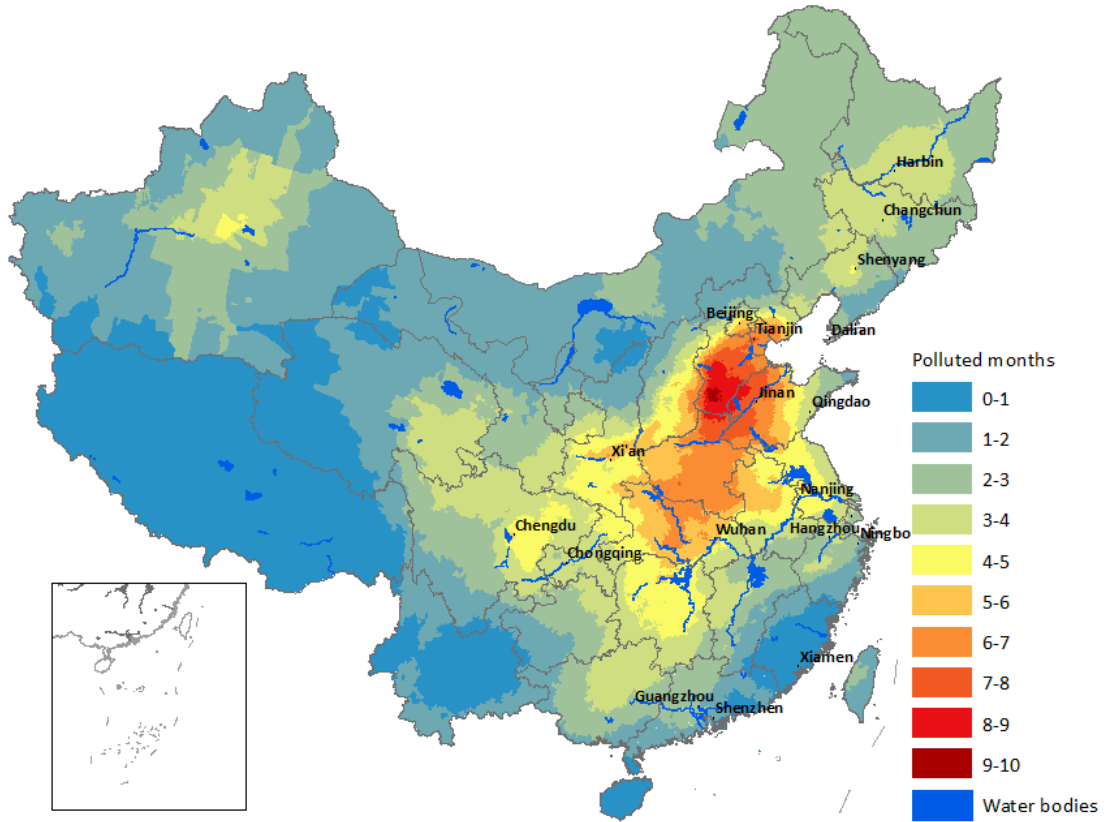 Harbin
Changchun
Shenyang
Beijing
Tianjin
Dalian
Polluted months
0-1
Jinan
Qingdao
1-2
Xi'an
2-3
Nanjing
3-4
Chengdu
Wuhan
Hangzhou
Ningbo
Chongqing
4-5
5-6
6-7
Xiamen
7-8
Guangzhou
Shenzhen
8-9
9-10
Water bodies